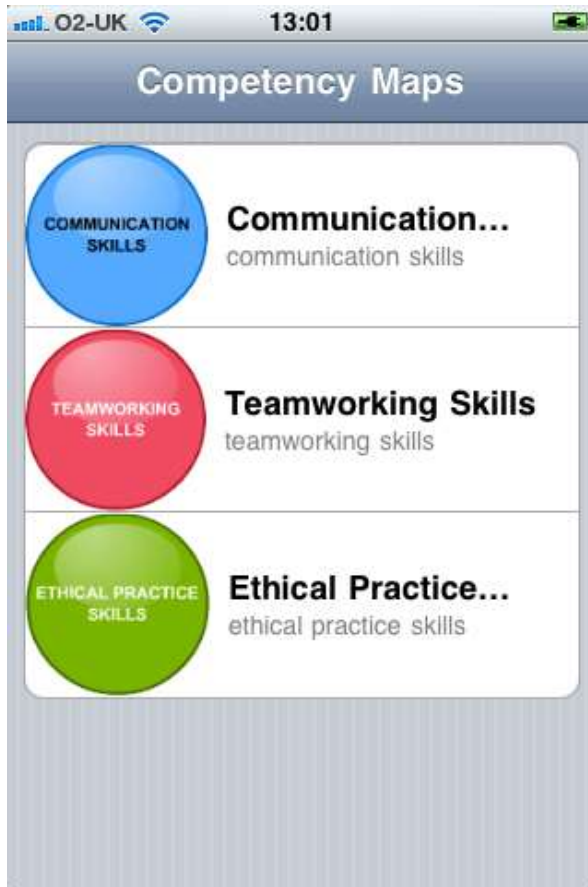 O2-UK 13:01
Competency Maps
COMMUNICATION
SKILLS
Communication...
communication skills
TEAMWORKING
SKILLS
Teamworking Skills
teamworking skills
ETHICAL PRACTICE
SKILLS
Ethical Practice...
ethical practice skills